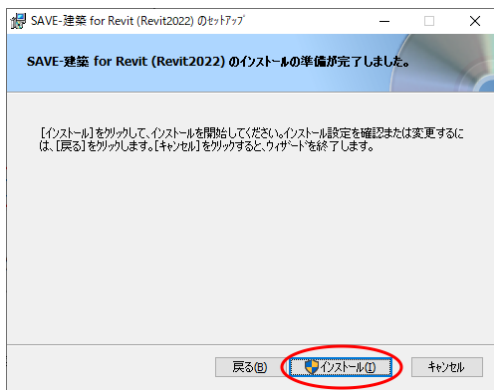 SAVE-建築 for Revit (Revit2022) のセットアップ
SAVE-建築 for Revit (Revit2022) のインストールの準備が完了しました。
[インストール]をクリックして、インストールを開始してください。インストール設定を確認または変更するに
は、[戻る]をクリックします。[キャンセル]をクリックすると、ウィザードを終了します。
戻る(B) インストール(I) キャンセル